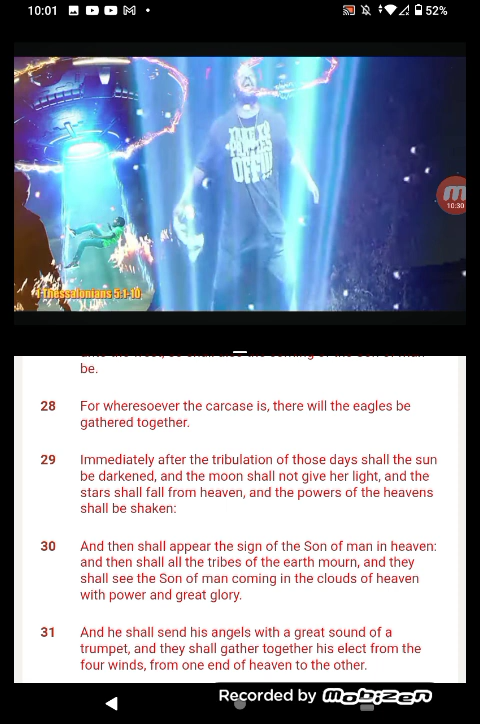 10:01
52%
10:30
1 Thessalonians 5:1-10
be.
28 For wheresoever the carcase is, there will the eagles be
gathered together.
29 Immediately after the tribulation of those days shall the sun
be darkened, and the moon shall not give her light, and the
stars shall fall from heaven, and the powers of the heavens
shall be shaken:
30 And then shall appear the sign of the Son of man in heaven:
and then shall all the tribes of the earth mourn, and they
shall see the Son of man coming in the clouds of heaven
with power and great glory.
31 And he shall send his angels with a great sound of a
trumpet, and they shall gather together his elect from the
four winds, from one end of heaven to the other.
Recorded by Mobizen